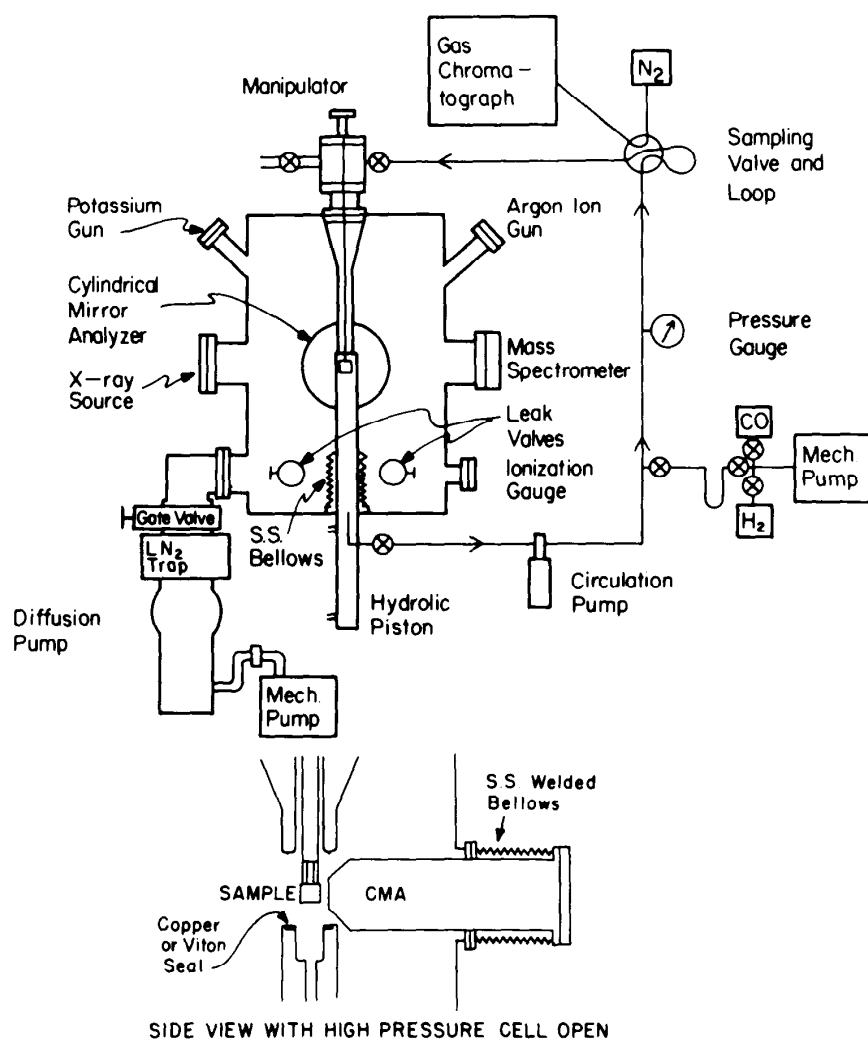 Gas
Chroma-
tograph
N2
Manipulator
Sampling
Valve and
Loop
Potassium
Gun
Argon Ion
Gun
Cylindrical
Mirror
Analyzer
Pressure
Gauge
Mass
Spectrometer
X-ray
Source
Leak
Valves
CO
Mech.
Pump
Ionization
Gauge
H2
Gate Valve
S.S.
Bellows
LN2
Trap
Circulation
Pump
Hydrolic
Piston
Diffusion
Pump
Mech.
Pump
S.S. Welded
Bellows
SAMPLE
CMA
Copper
or Viton
Seal
SIDE VIEW WITH HIGH PRESSURE CELL OPEN